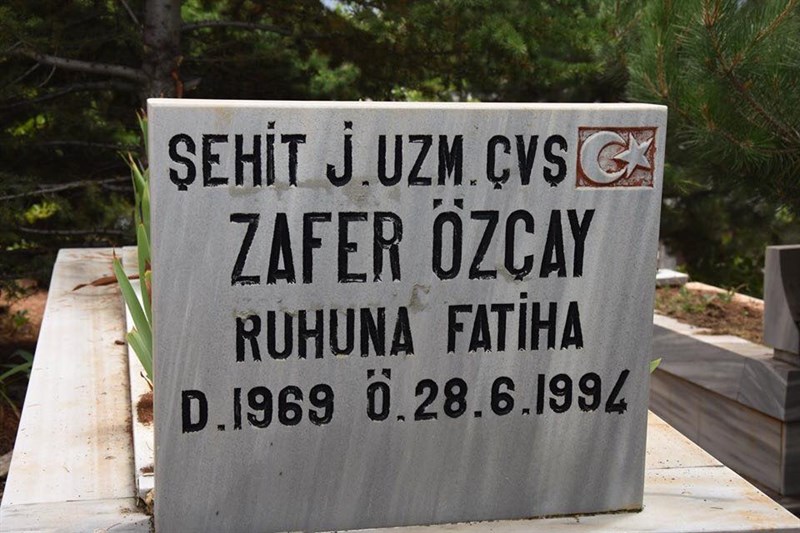 ŞEHİT J.UZM.ÇVŞ
ZAFER ÖZÇAY
RUHUNA FATİHA
D.1969 Ö.28.6.1994